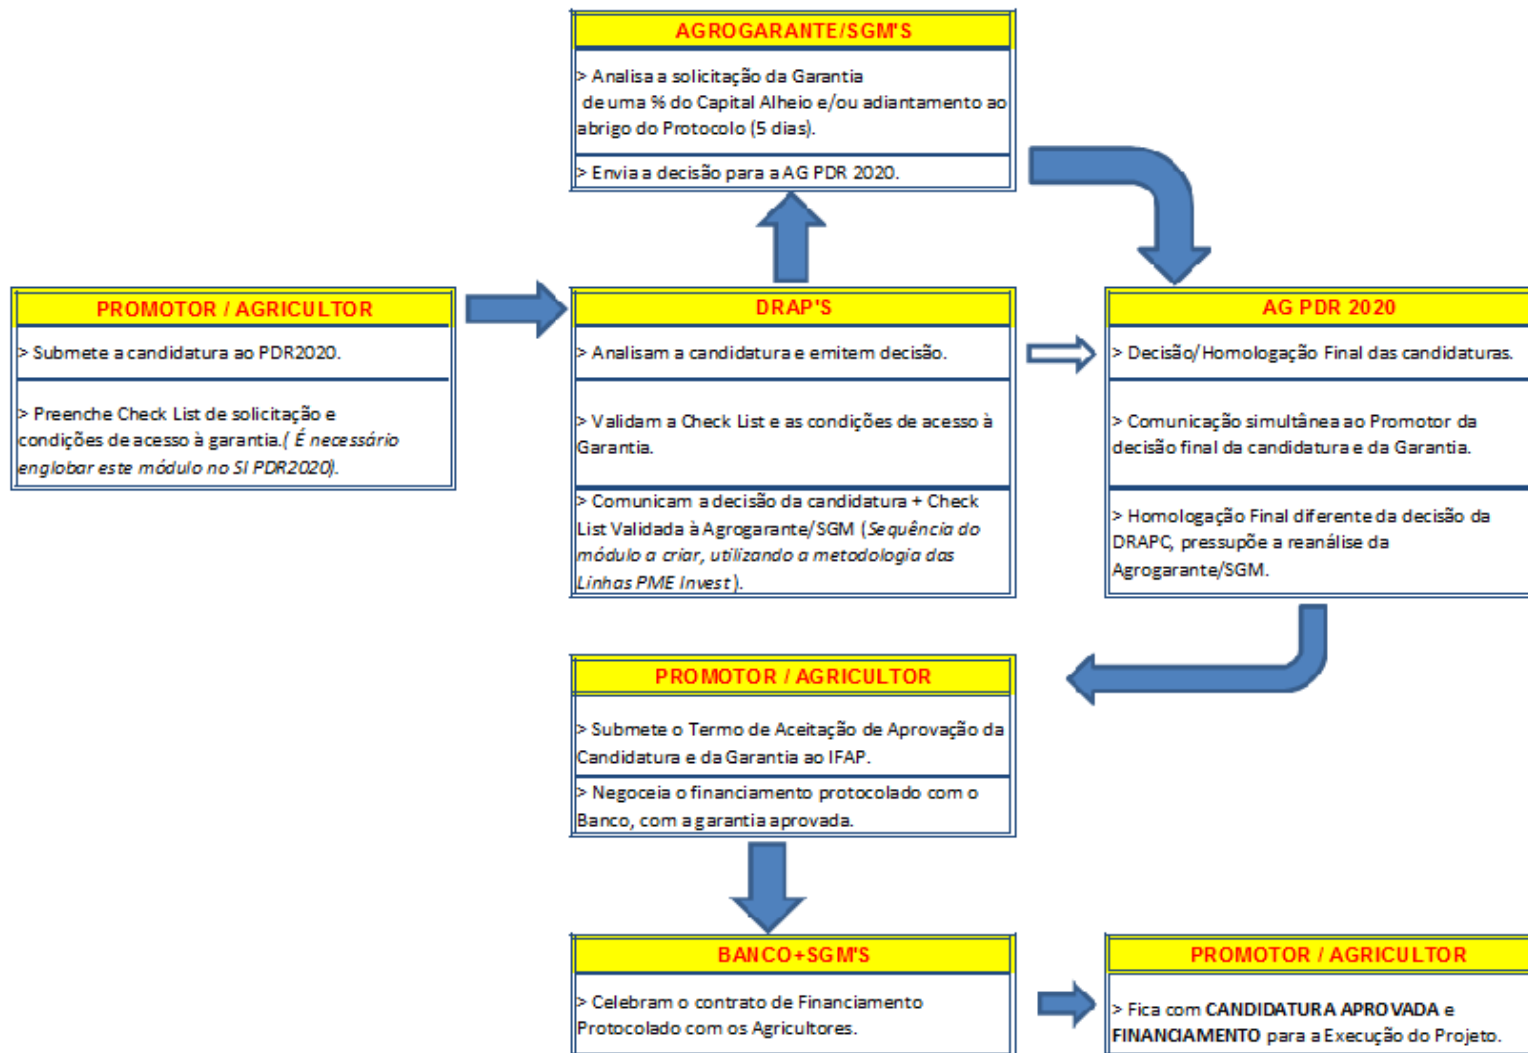 AGROGARANTE/SGM'S
> Analisa a solicitação da Garantia
de uma % do Capital Alheio e/ou adiantamento ao
abrigo do Protocolo (5 dias).
> Envia a decisão para a AG PDR 2020.
PROMOTOR / AGRICULTOR
> Submete a candidatura ao PDR2020.
> Preenche Check List de solicitação e
condições de acesso à garantia.( É necessário
englobar este módulo no SI PDR2020).
DRAP'S
> Analisam a candidatura e emitem decisão.
> Validam a Check List e as condições de acesso à
Garantia.
> Comunicam a decisão da candidatura + Check
List Validada à Agrogarante/SGM (Sequência do
módulo a criar, utilizando a metodologia das
Linhas PME Invest).
AG PDR 2020
> Decisão/Homologação Final das candidaturas.
> Comunicação simultânea ao Promotor da
decisão final da candidatura e da Garantia.
> Homologação Final diferente da decisão da
DRAPC, pressupõe a reanálise da
Agrogarante/SGM.
PROMOTOR / AGRICULTOR
> Submete o Termo de Aceitação de Aprovação da
Candidatura e da Garantia ao IFAP.
> Negoceia o financiamento protocolado com o
Banco, com a garantia aprovada.
BANCO+SGM'S
> Celebram o contrato de Financiamento
Protocolado com os Agricultores.
PROMOTOR / AGRICULTOR
> Fica com CANDIDATURA APROVADA e
FINANCIAMENTO para a Execução do Projeto.